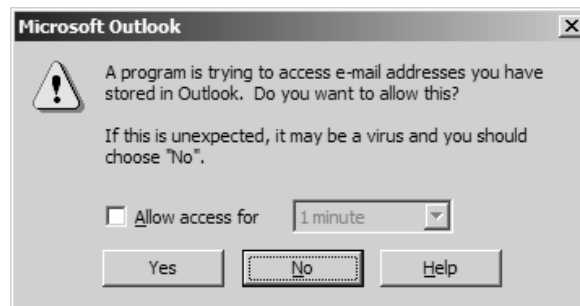 Microsoft Outlook
A program is trying to access e-mail addresses you have
stored in Outlook. Do you want to allow this?
If this is unexpected, it may be a virus and you should
choose "No".
Allow access for 1 minute
Yes No Help